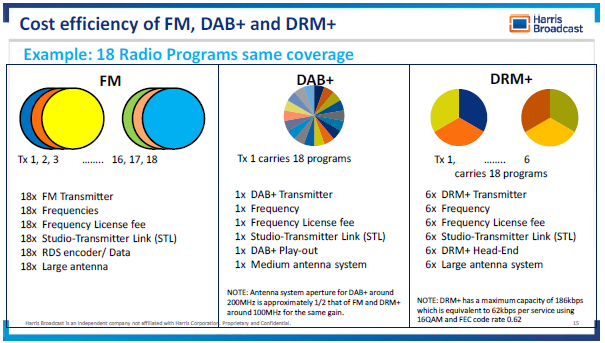 Cost efficiency of FM, DAB+ and DRM+
Harris
Broadcast
Example: 18 Radio Programs same coverage
FM
Tx 1, 2, 3 ........ 16, 17, 18
18x FM Transmitter
18x Frequencies
18x Frequency License fee
18x Studio-Transmitter Link (STL)
18x RDS encoder/ Data
18x Large antenna
DAB+
Tx 1 carries 18 programs
1x DAB+ Transmitter
1x Frequency
1x Frequency License fee
1x Studio-Transmitter Link (STL)
1x DAB+ Play-out
1x Medium antenna system
NOTE: Antenna system aperture for DAB+ around
200MHz is approximately 1/2 that of FM and DRM+
around 100MHz for the same gain.
DRM+
Tx 1, ........ 6
carries 18 programs
6x DRM+ Transmitter
6x Frequency
6x Frequency License fee
6x Studio-Transmitter Link (STL)
6x DRM+ Head-End
6x Large antenna system
NOTE: DRM+ has a maximum capacity of 186kbps
which is equivalent to 62kbps per service using
16QAM and FEC code rate 0.62
Harris Broadcast is an independent company not affiliated with Harris Corporation. Proprietary and Confidential.
15